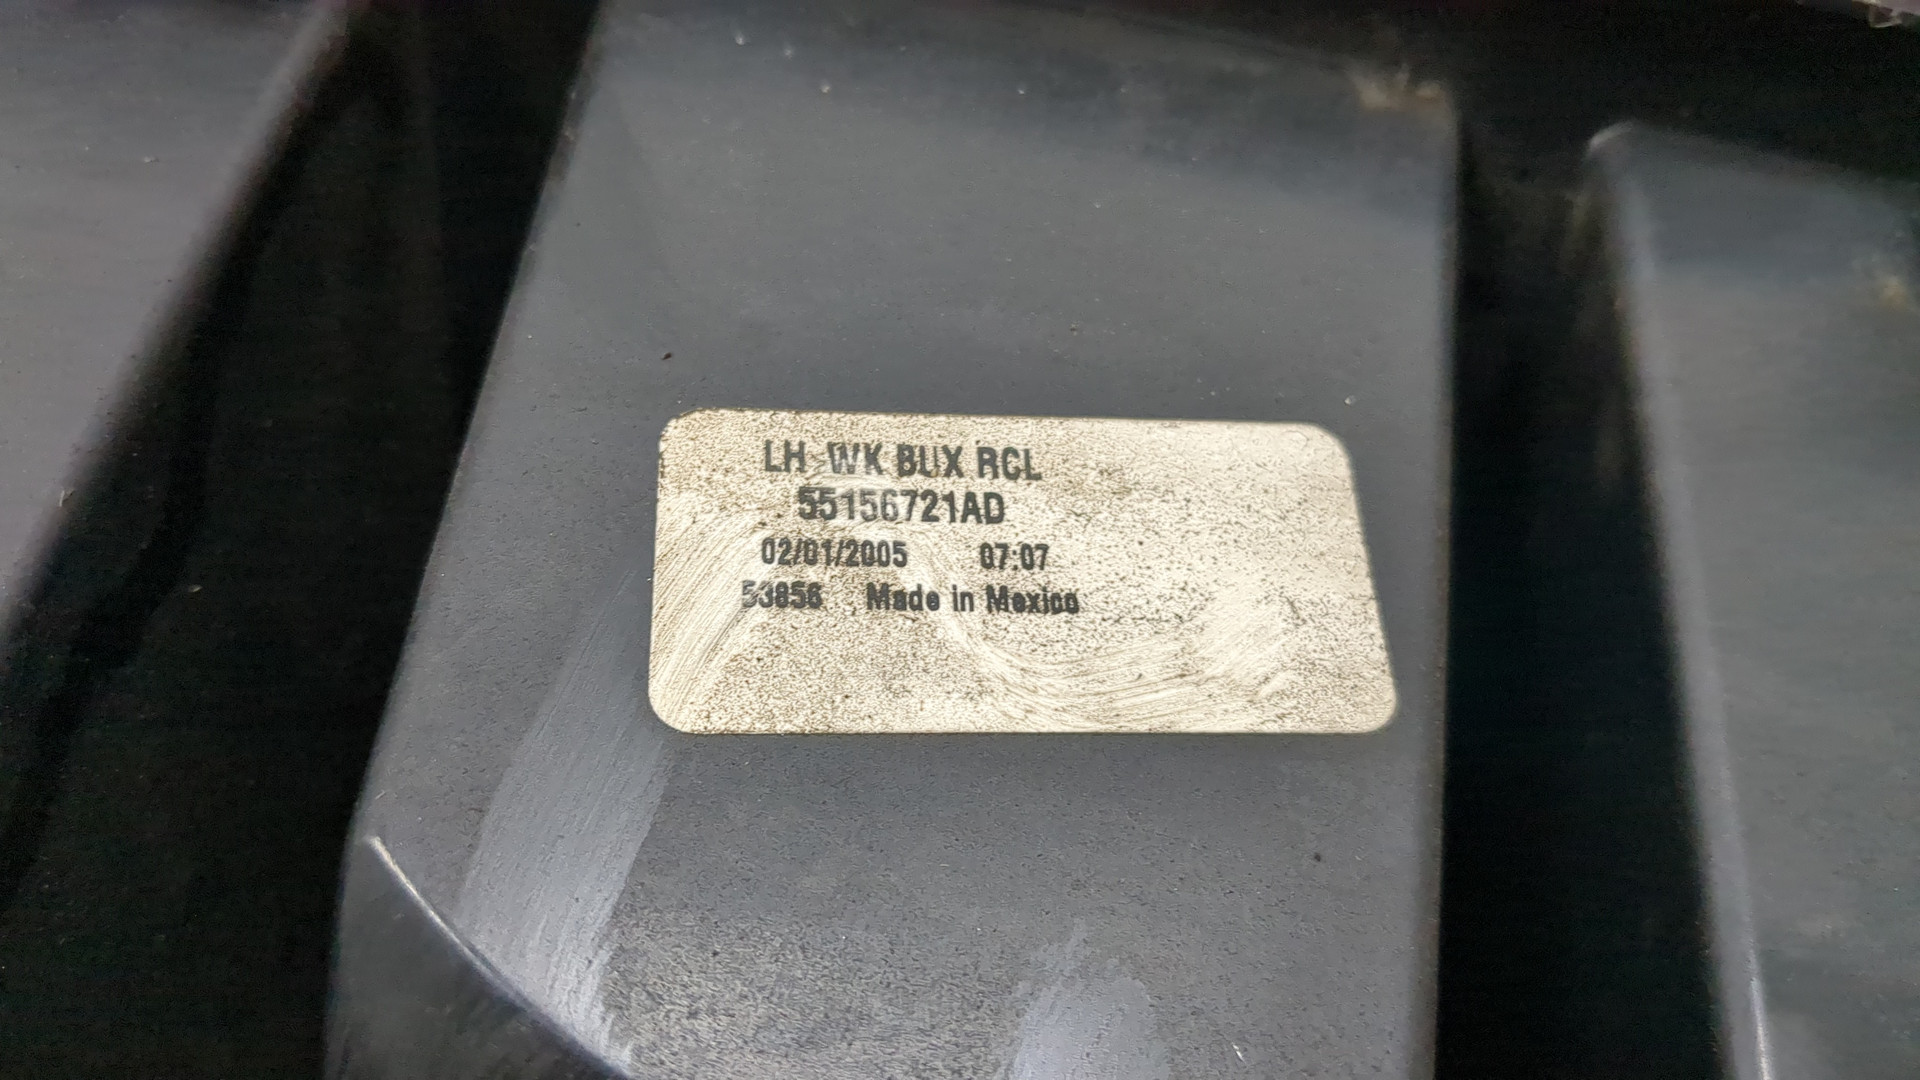 LH WK BUX RCL
55156721AD
02/01/2005 07:07
53856 Made in Mexico